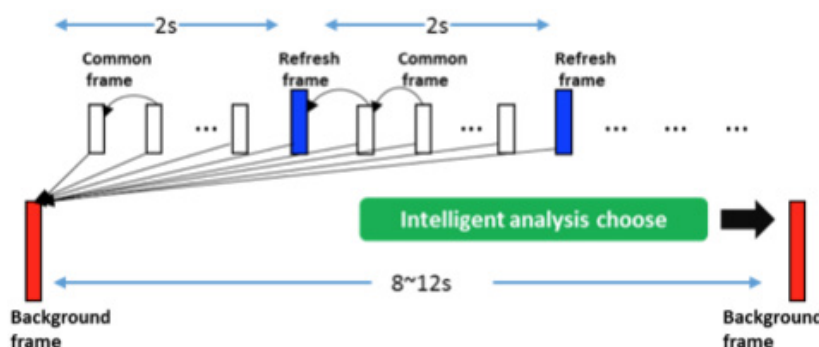 2s
2s
Common
frame
Refresh
frame
Common
frame
Refresh
frame
...
...
... ... ...
Intelligent analysis choose
8~12s
Background
frame
Background
frame